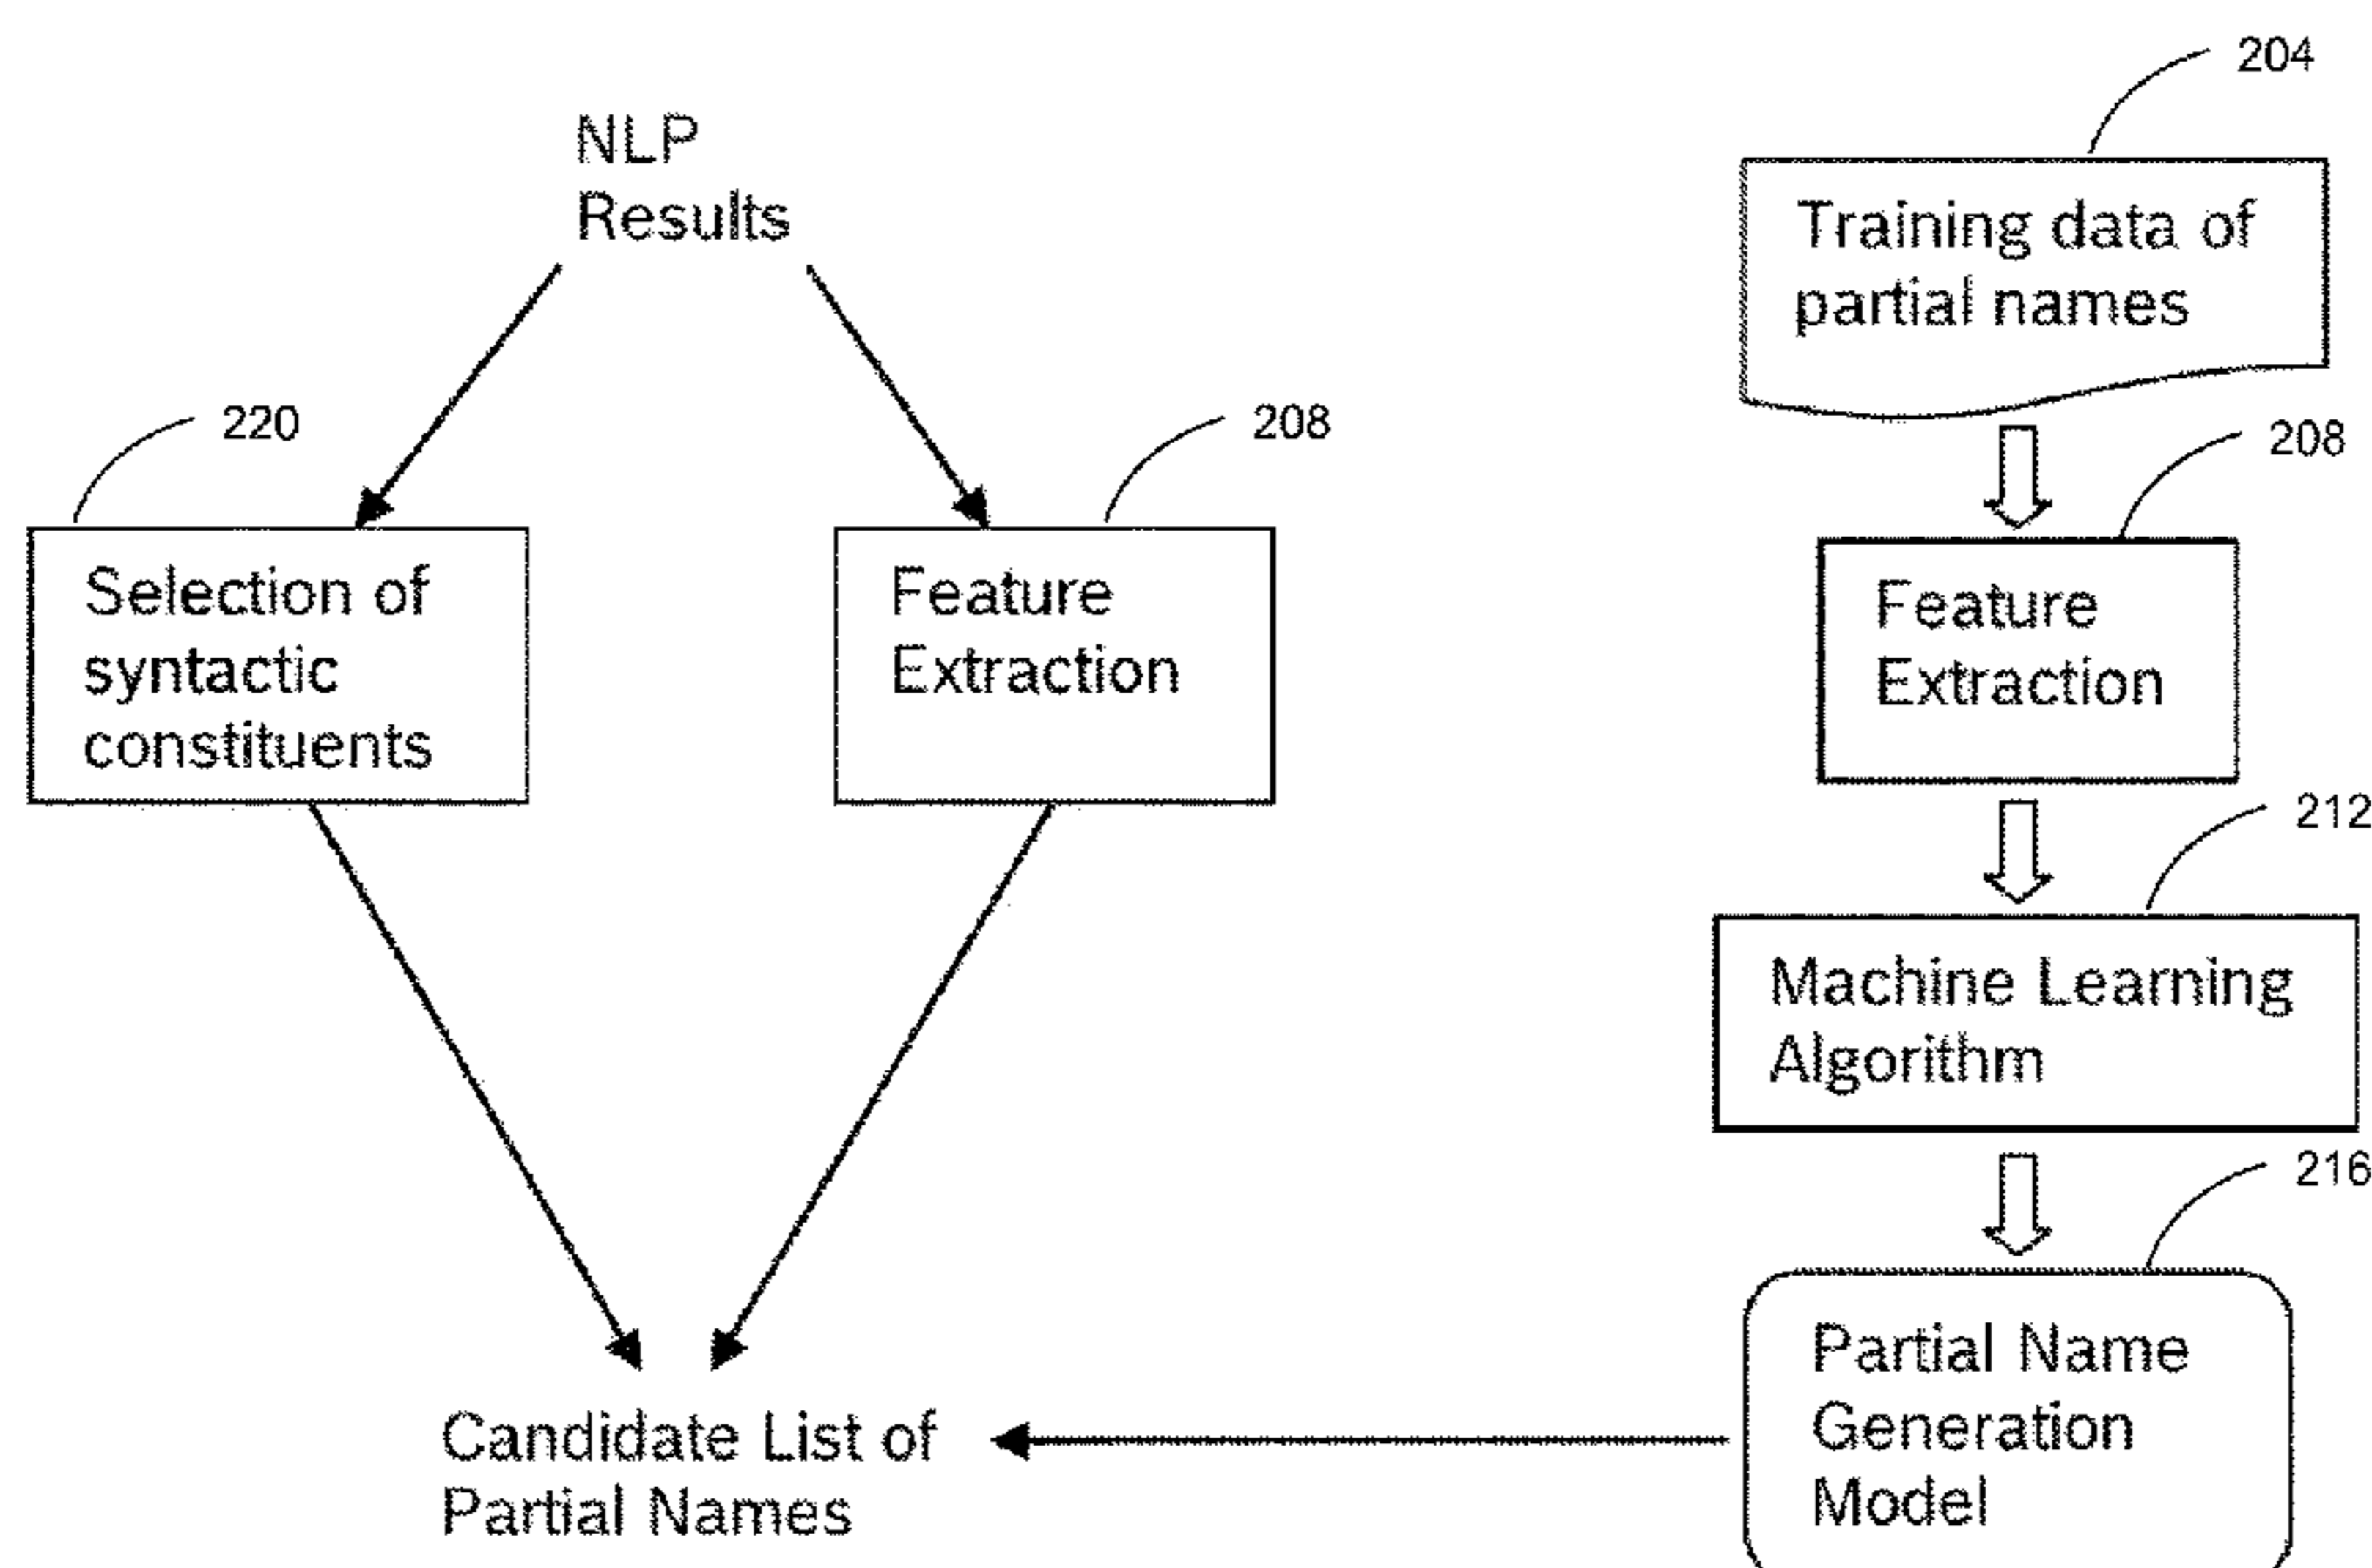 204
NLP
Results
Training data of
partial names
220
208
208
Selection of
syntactic
constituents
Feature
Extraction
Feature
Extraction
212
Machine Learning
Algorithm
216
Partial Name
Generation
Model
Candidate List of
Partial Names